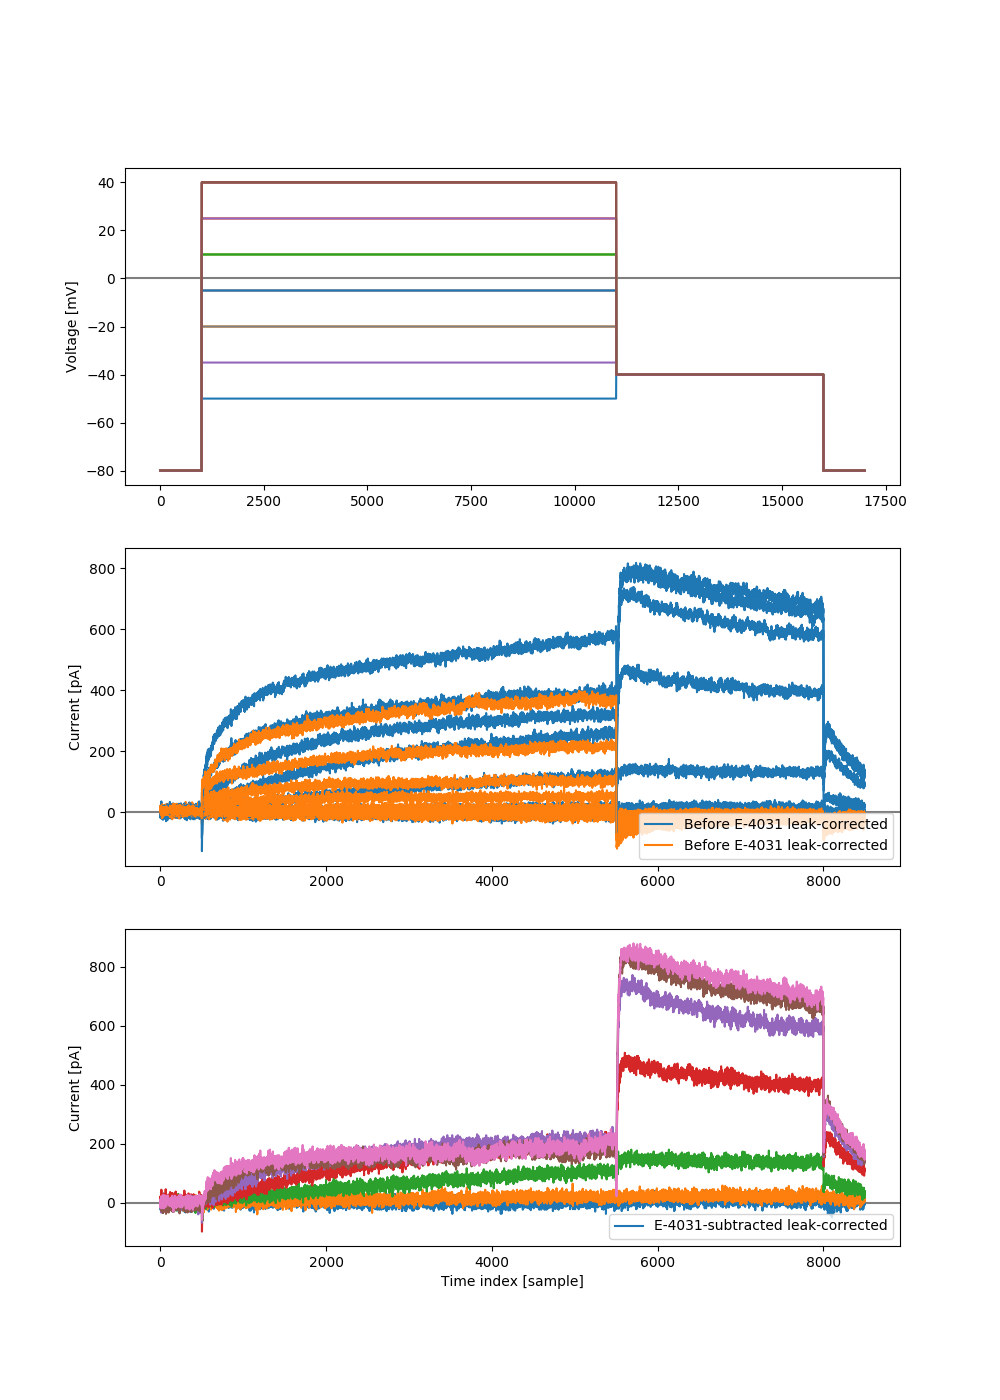 40
20
0
−20
−40
−60
−80
Voltage [mV]
0 2500 5000 7500 10000 12500 15000 17500
800
600
400
200
0
Current [pA]
Before E-4031 leak-corrected
Before E-4031 leak-corrected
0 2000 4000 6000 8000
800
600
400
200
0
Current [pA]
E-4031-subtracted leak-corrected
0 2000 4000 6000 8000
Time index [sample]